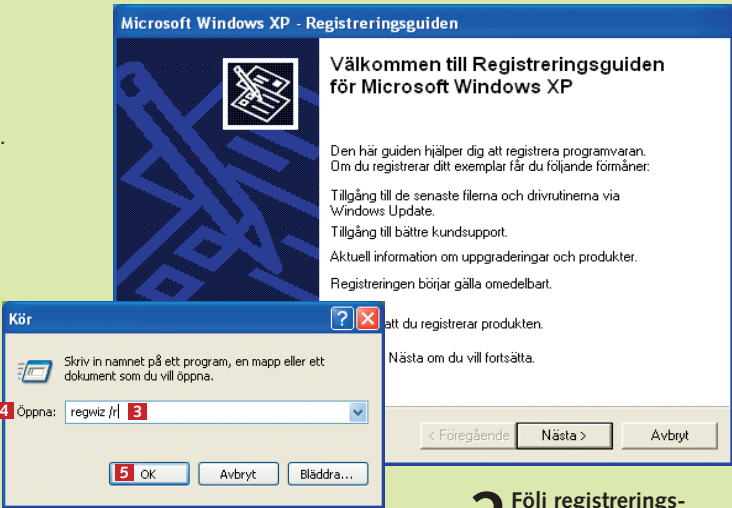 Microsoft Windows XP - Registreringsguiden
Välkommen till Registreringsguiden
för Microsoft Windows XP
Den här guiden hjälper dig att registrera programvaran.
Om du registrerar ditt exemplar får du följande förmåner:
Tillgång till de senaste filerna och drivrutinerna via
Windows Update.
Tillgång till bättre kundsupport.
Aktuell information om uppgraderingar och produkter.
Registreringen börjar gälla omedelbart.
att du registrerar produkten.
Nästa om du vill fortsätta.
< Föregående Nästa > Avbryt
Kör
Skriv in namnet på ett program, en mapp eller ett
dokument som du vill öppna.
4 Öppna: regwiz /r 3
5 OK Avbryt Bläddra...
Följ registrerings-